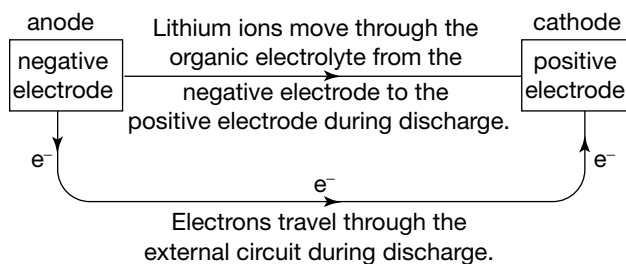 anode
cathode
negative
electrode
Lithium ions move through the
organic electrolyte from the
negative electrode to the
positive electrode during discharge.
positive
electrode
e⁻
e⁻
e⁻
Electrons travel through the
external circuit during discharge.